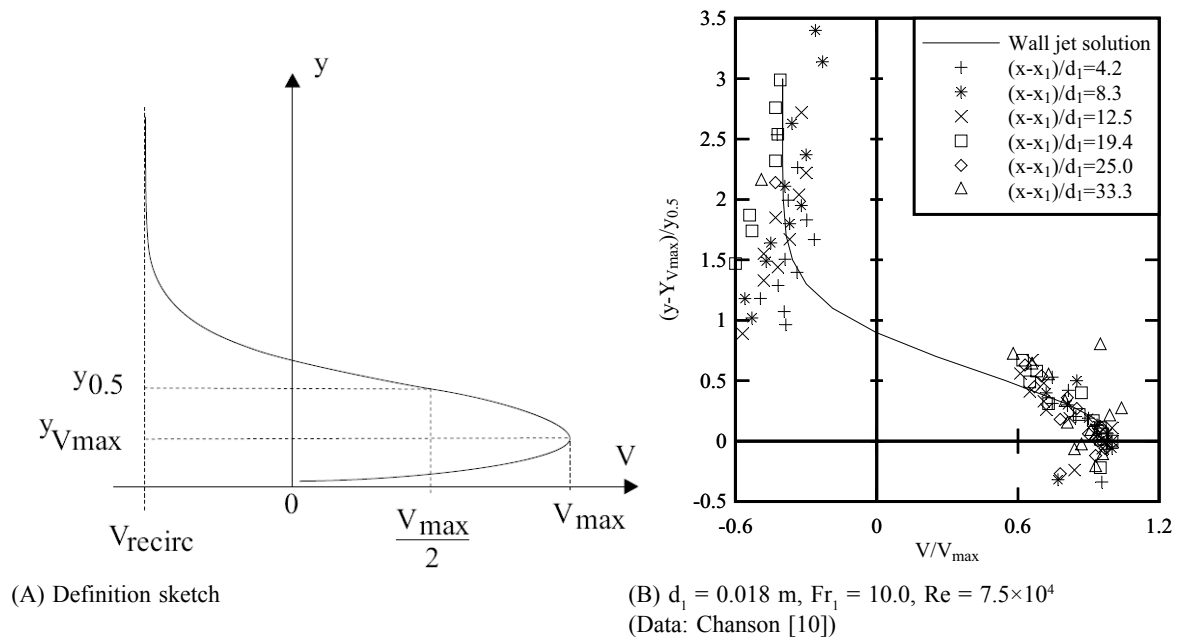 y
y0.5
yVmax
0
V
Vrecirc
Vmax
2
Vmax
(A) Definition sketch
3.5
3
2.5
2
1.5
1
0.5
0
-0.5
(y-YVmax)/y0.5
Wall jet solution
(x-x1)/d1=4.2
(x-x1)/d1=8.3
(x-x1)/d1=12.5
(x-x1)/d1=19.4
(x-x1)/d1=25.0
(x-x1)/d1=33.3
-0.6 0 0.6 1.2
V/Vmax
(B) d1 = 0.018 m, Fr1 = 10.0, Re = 7.5×10⁴
(Data: Chanson [10])